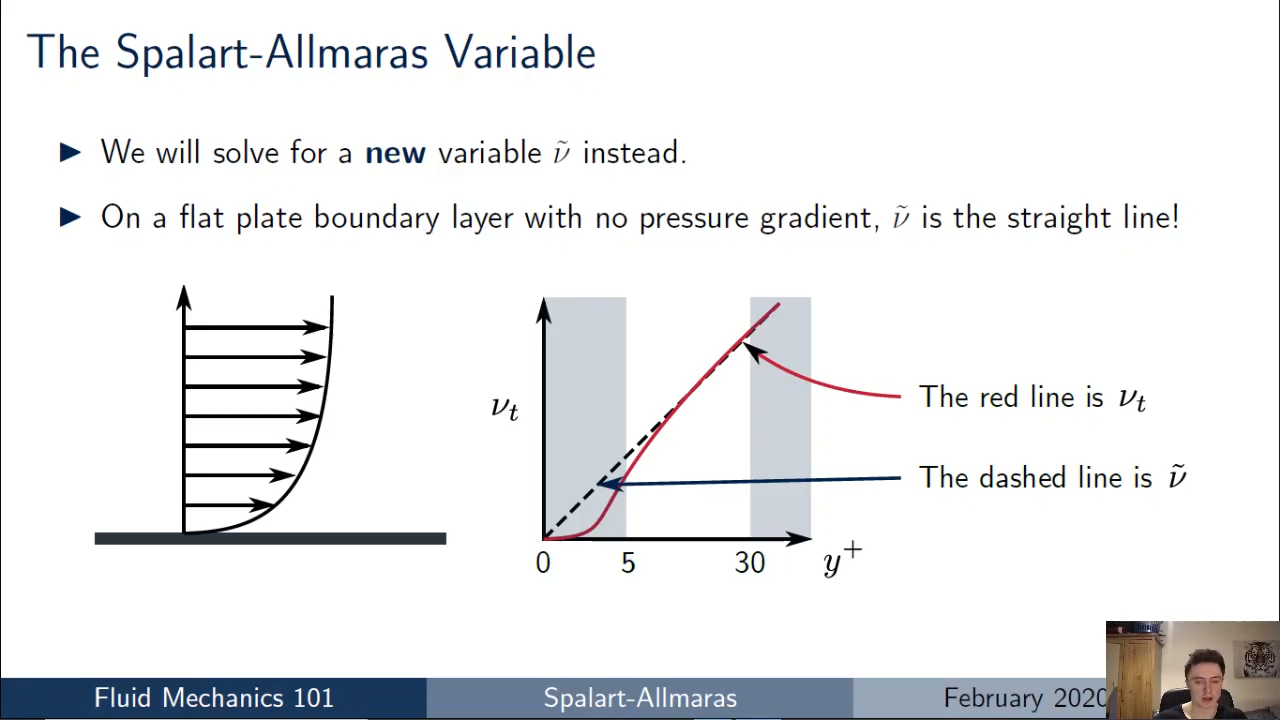 The Spalart-Allmaras Variable
► We will solve for a new variable ν̃ instead.
► On a flat plate boundary layer with no pressure gradient, ν̃ is the straight line!
νₜ
The red line is νₜ
The dashed line is ν̃
0 5 30 y⁺
Fluid Mechanics 101 Spalart-Allmaras February 2020